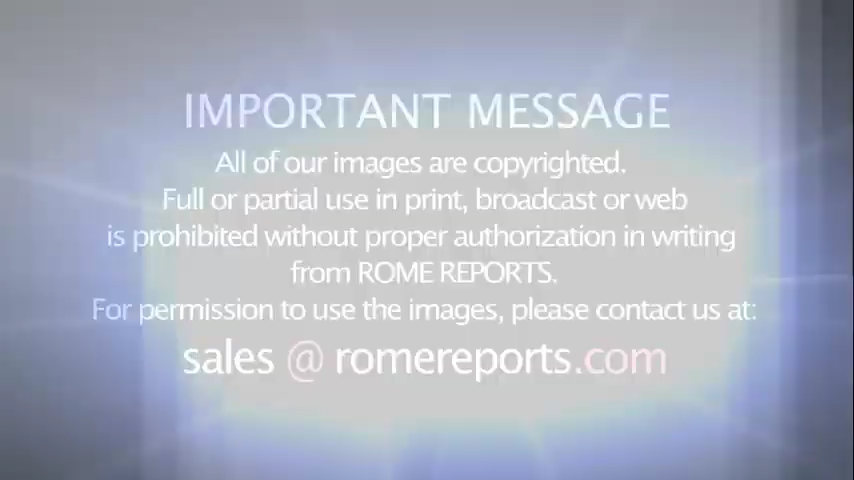 IMPORTANT MESSAGE
All of our images are copyrighted.
Full or partial use in print, broadcast or web
is prohibited without proper authorization in writing
from ROME REPORTS.
For permission to use the images, please contact us at:
sales @ romereports.com